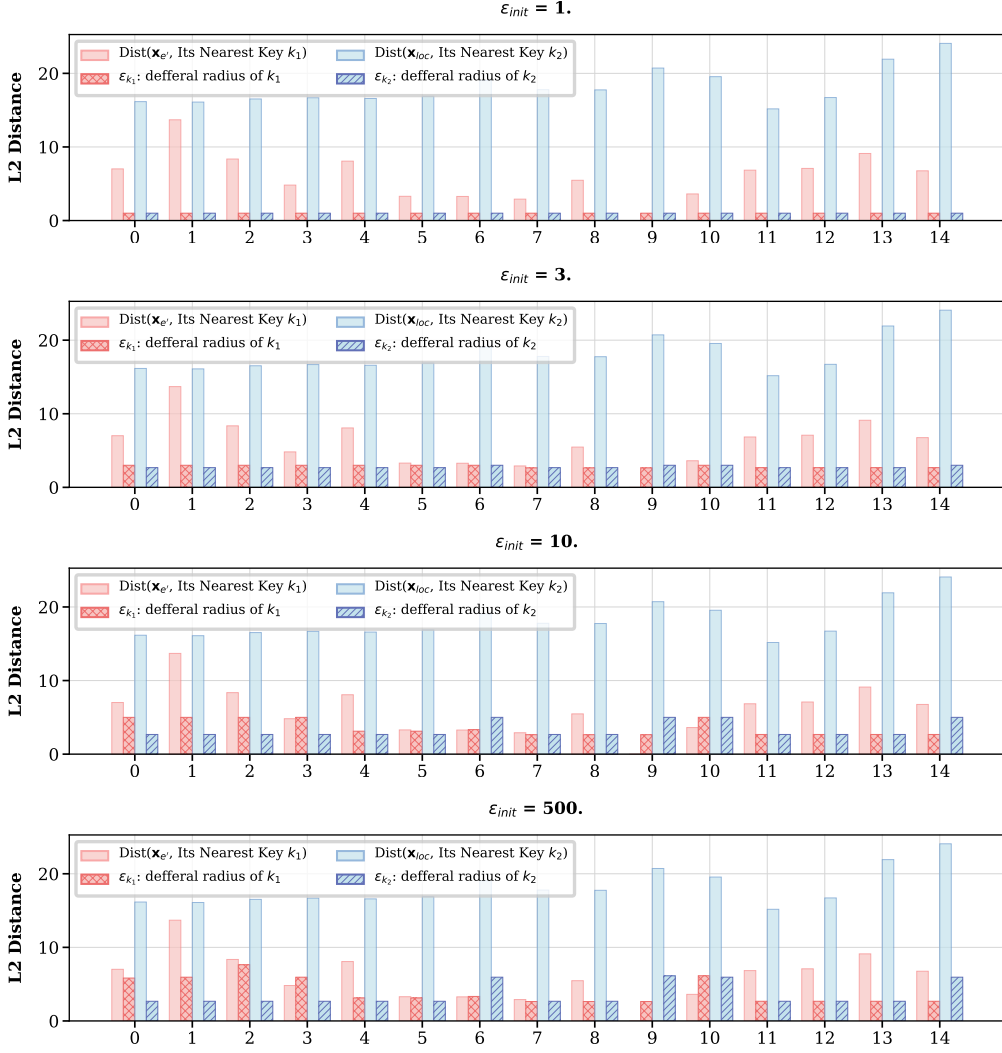 ε_init = 1.
L2 Distance
Dist(x_e′, Its Nearest Key k_1)
ε_k_1: defferal radius of k_1
Dist(x_loc, Its Nearest Key k_2)
ε_k_2: defferal radius of k_2
20
10
0
0 1 2 3 4 5 6 7 8 9 10 11 12 13 14
ε_init = 3.
L2 Distance
Dist(x_e′, Its Nearest Key k_1)
ε_k_1: defferal radius of k_1
Dist(x_loc, Its Nearest Key k_2)
ε_k_2: defferal radius of k_2
20
10
0
0 1 2 3 4 5 6 7 8 9 10 11 12 13 14
ε_init = 10.
L2 Distance
Dist(x_e′, Its Nearest Key k_1)
ε_k_1: defferal radius of k_1
Dist(x_loc, Its Nearest Key k_2)
ε_k_2: defferal radius of k_2
20
10
0
0 1 2 3 4 5 6 7 8 9 10 11 12 13 14
ε_init = 500.
L2 Distance
Dist(x_e′, Its Nearest Key k_1)
ε_k_1: defferal radius of k_1
Dist(x_loc, Its Nearest Key k_2)
ε_k_2: defferal radius of k_2
20
10
0
0 1 2 3 4 5 6 7 8 9 10 11 12 13 14